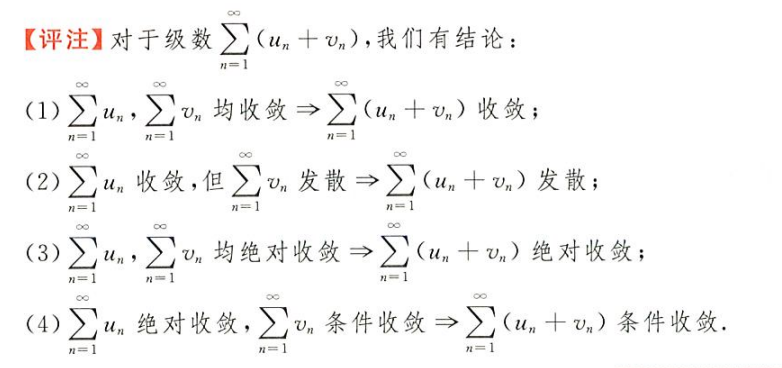 【评注】对于级数 $\sum_{n=1}^{\infty}(u_n+v_n)$,我们有结论:
(1) $\sum_{n=1}^{\infty}u_n$, $\sum_{n=1}^{\infty}v_n$ 均收敛 ⇒ $\sum_{n=1}^{\infty}(u_n+v_n)$ 收敛;
(2) $\sum_{n=1}^{\infty}u_n$ 收敛,但 $\sum_{n=1}^{\infty}v_n$ 发散 ⇒ $\sum_{n=1}^{\infty}(u_n+v_n)$ 发散;
(3) $\sum_{n=1}^{\infty}u_n$, $\sum_{n=1}^{\infty}v_n$ 均绝对收敛 ⇒ $\sum_{n=1}^{\infty}(u_n+v_n)$ 绝对收敛;
(4) $\sum_{n=1}^{\infty}u_n$ 绝对收敛, $\sum_{n=1}^{\infty}v_n$ 条件收敛 ⇒ $\sum_{n=1}^{\infty}(u_n+v_n)$ 条件收敛.